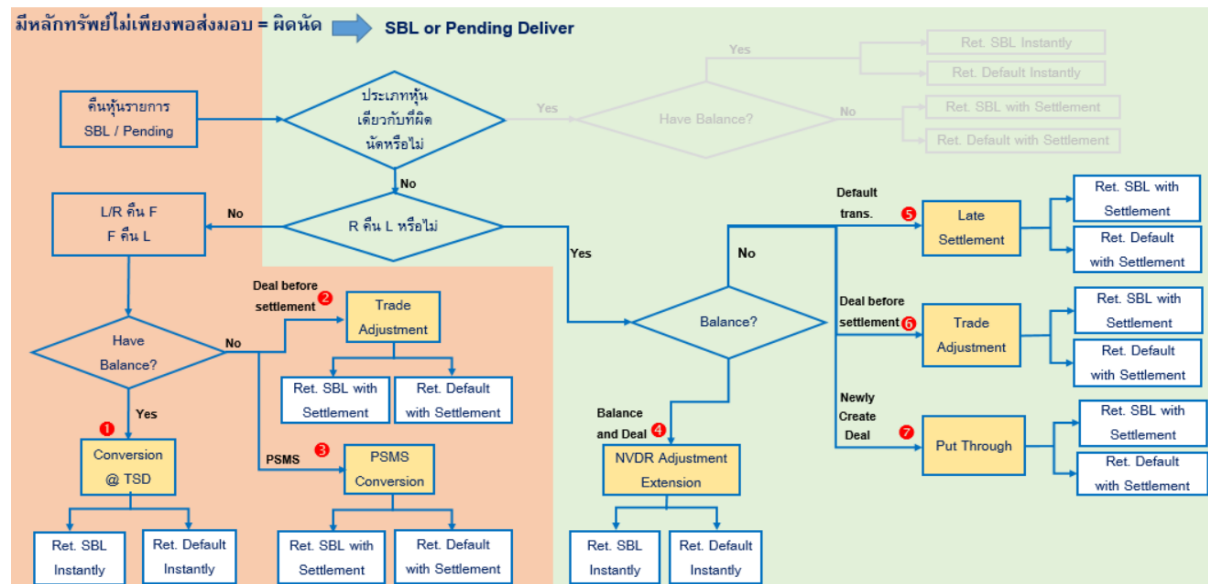 มีหลักทรัพย์ไม่เพียงพอส่งมอบ = ผิดนัด
SBL or Pending Deliver
คืนหุ้นรายการ
SBL / Pending
ประเภทหุ้น
เดียวกับที่ผิด
นัดหรือไม่
Yes
Have Balance?
Yes
Ret. SBL Instantly
Ret. Default Instantly
No
Ret. SBL with Settlement
Ret. Default with Settlement
No
R คืน L หรือไม่
No
L/R คืน F
F คืน L
Yes
Have
Balance?
No
Deal before
settlement
2
Trade
Adjustment
Ret. SBL with
Settlement
Ret. Default
with Settlement
PSMS
3
PSMS
Conversion
Ret. SBL with
Settlement
Ret. Default
with Settlement
Yes
1
Conversion
@ TSD
Ret. SBL
Instantly
Ret. Default
Instantly
Balance?
No
Default
trans.
5
Late
Settlement
Ret. SBL with
Settlement
Ret. Default
with Settlement
Deal before
settlement
6
Trade
Adjustment
Ret. SBL with
Settlement
Ret. Default
with Settlement
Newly
Create
Deal
7
Put Through
Ret. SBL with
Settlement
Ret. Default
with Settlement
Balance
and Deal
4
NVDR Adjustment
Extension
Ret. SBL
Instantly
Ret. Default
Instantly